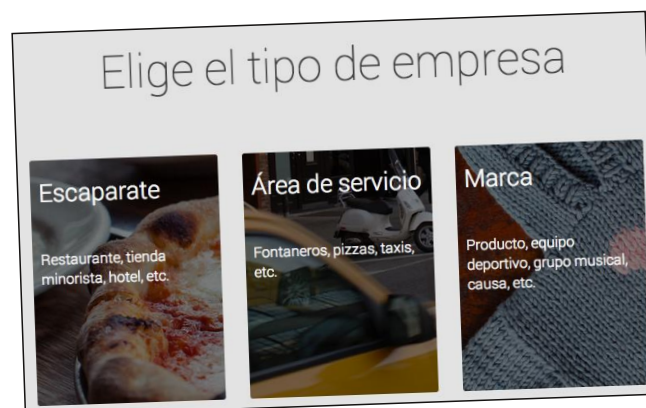 Elige el tipo de empresa
Escaparate
Restaurante, tienda
minorista, hotel, etc.
Área de servicio
Fontaneros, pizzas, taxis,
etc.
Marca
Producto, equipo
deportivo, grupo musical,
causa, etc.